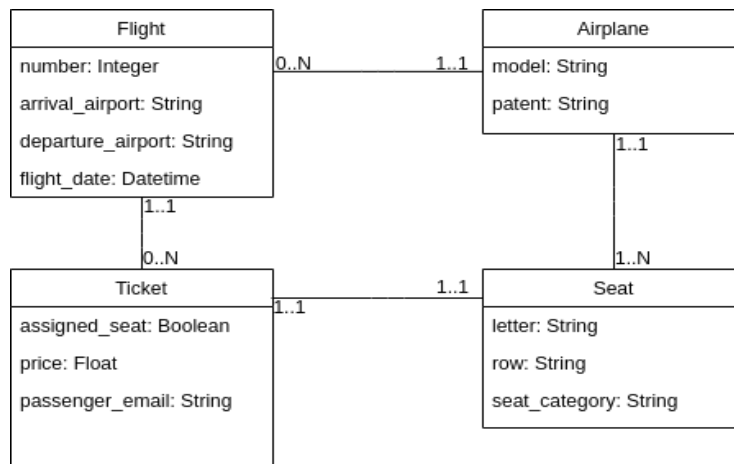 Flight
number: Integer
arrival_airport: String
departure_airport: String
flight_date: Datetime
0..N
1..1
Airplane
model: String
patent: String
1..1
0..N
1..1
1..N
Ticket
assigned_seat: Boolean
price: Float
passenger_email: String
1..1
1..1
Seat
letter: String
row: String
seat_category: String